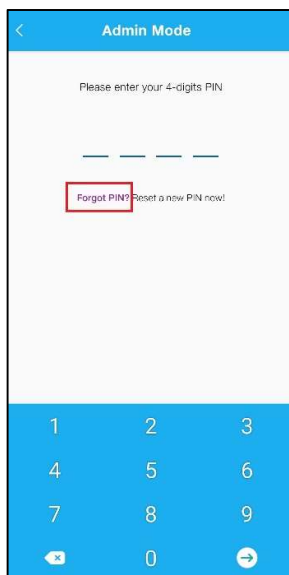 Admin Mode
Please enter your 4-digits PIN
Forgot PIN? Reset a new PIN now!
1 2 3
4 5 6
7 8 9
0